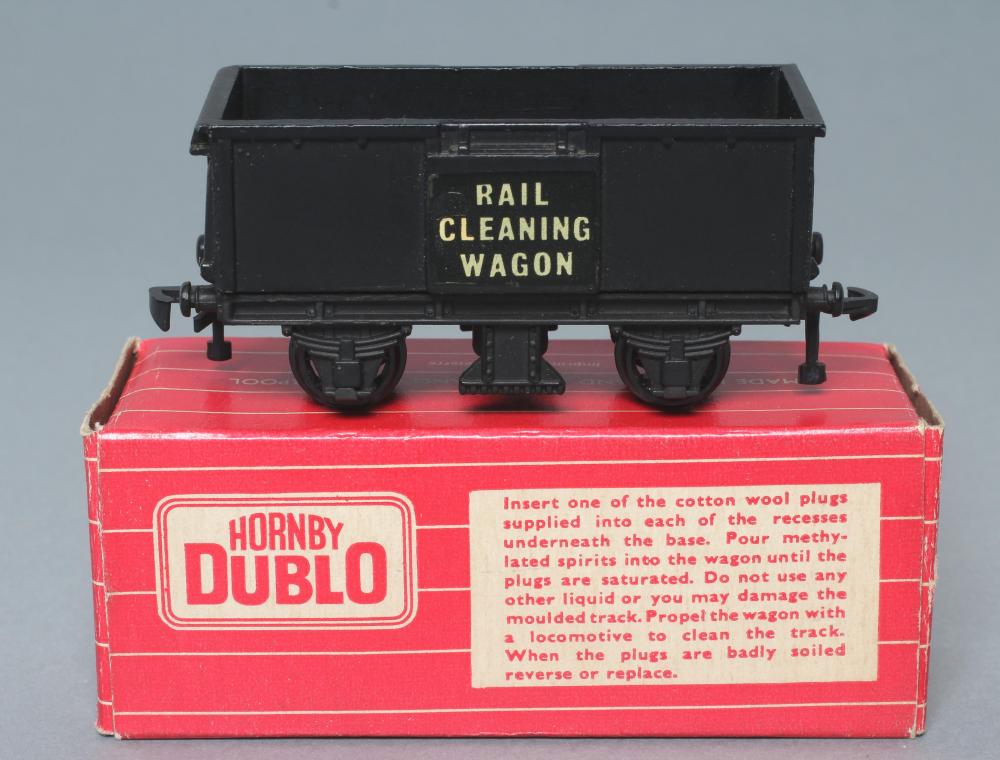 RAIL
CLEANING
WAGON
HORNBY
DUBLO
Insert one of the cotton wool plugs
supplied into each of the recesses
underneath the base. Pour methy-
lated spirits into the wagon until the
plugs are saturated. Do not use any
other liquid or you may damage the
moulded track. Propel the wagon with
a locomotive to clean the track.
When the plugs are badly soiled
reverse or replace.